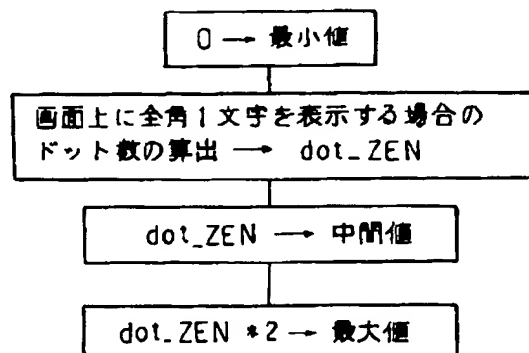 0 → 最小値
画面上に全角1文字を表示する場合の
ドット数の算出 → dot_ZEN
dot_ZEN → 中間値
dot_ZEN *2 → 最大値